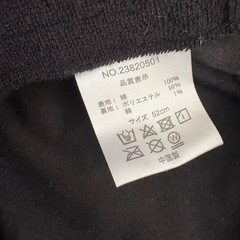 NO.23820501
品質表示
表地：綿 100%
裏地：ポリエステル 99%
綿 1%
サイズ 52cm
中国製